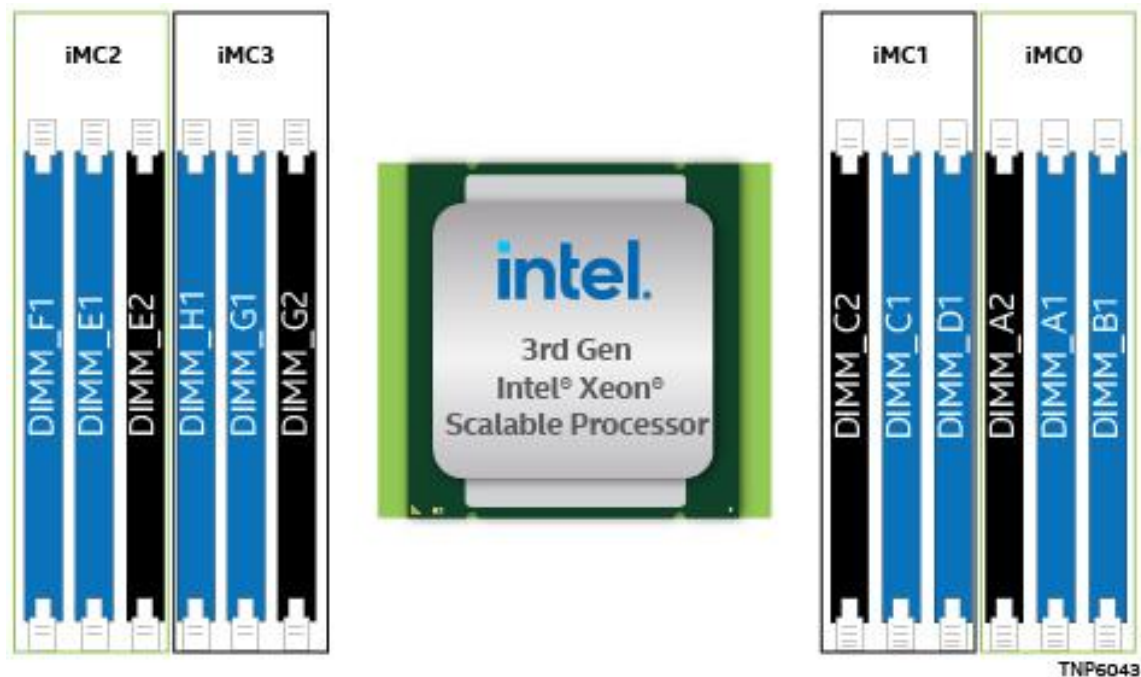 iMC2
iMC3
iMC1
iMC0
DIMM_F1
DIMM_E1
DIMM_E2
DIMM_H1
DIMM_G1
DIMM_G2
intel.
3rd Gen
Intel® Xeon®
Scalable Processor
DIMM_C2
DIMM_C1
DIMM_D1
DIMM_A2
DIMM_A1
DIMM_B1
TNP6043